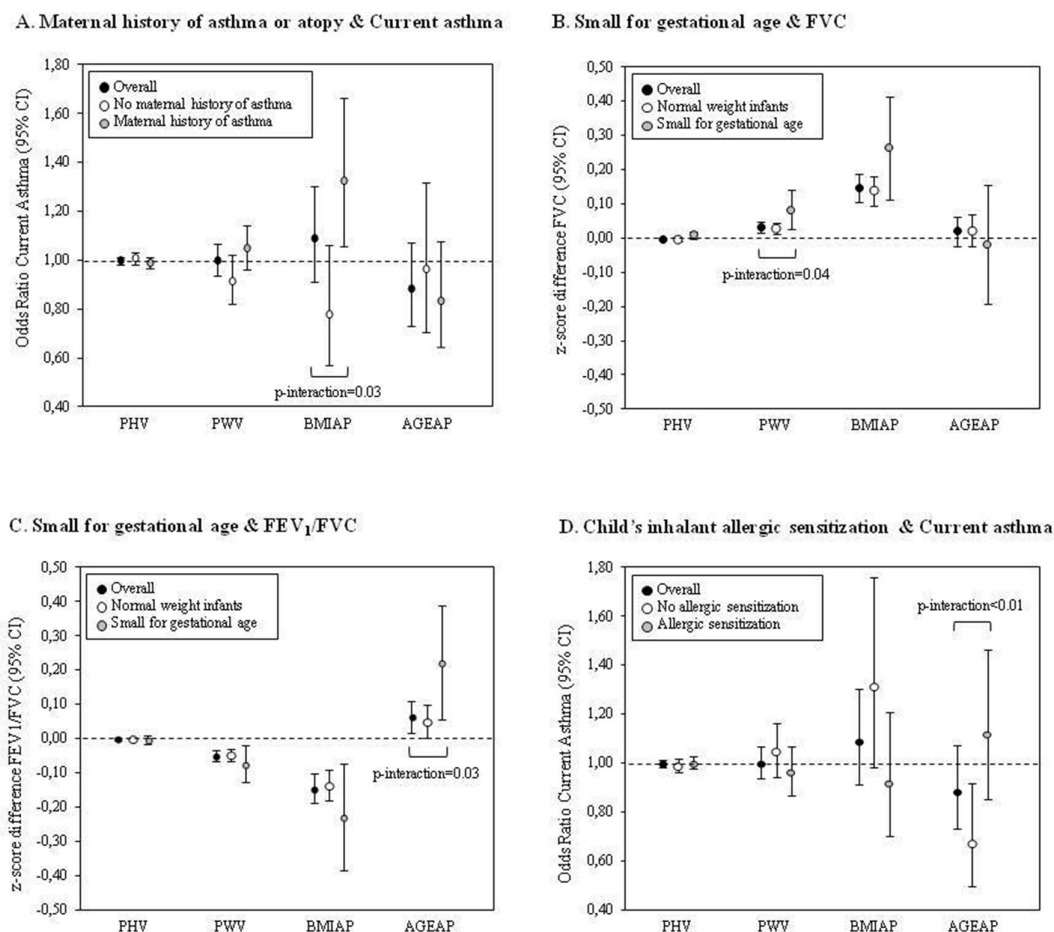 A. Maternal history of asthma or atopy & Current asthma
Odds Ratio Current Asthma (95% CI)
1,80
1,60
1,40
1,20
1,00
0,80
0,60
0,40
Overall
No maternal history of asthma
Maternal history of asthma
p-interaction=0.03
PHV PWV BMIAP AGEAP
B. Small for gestational age & FVC
z-score difference FVC (95% CI)
0,50
0,40
0,30
0,20
0,10
0,00
-0,10
-0,20
-0,30
-0,40
-0,50
Overall
Normal weight infants
Small for gestational age
p-interaction=0.04
PHV PWV BMIAP AGEAP
C. Small for gestational age & FEV₁/FVC
z-score difference FEV1/FVC (95% CI)
0,50
0,40
0,30
0,20
0,10
0,00
-0,10
-0,20
-0,30
-0,40
-0,50
Overall
Normal weight infants
Small for gestational age
p-interaction=0.03
PHV PWV BMIAP AGEAP
D. Child's inhalant allergic sensitization & Current asthma
Odds Ratio Current Asthma (95% CI)
1,80
1,60
1,40
1,20
1,00
0,80
0,60
0,40
Overall
No allergic sensitization
Allergic sensitization
p-interaction<0.01
PHV PWV BMIAP AGEAP